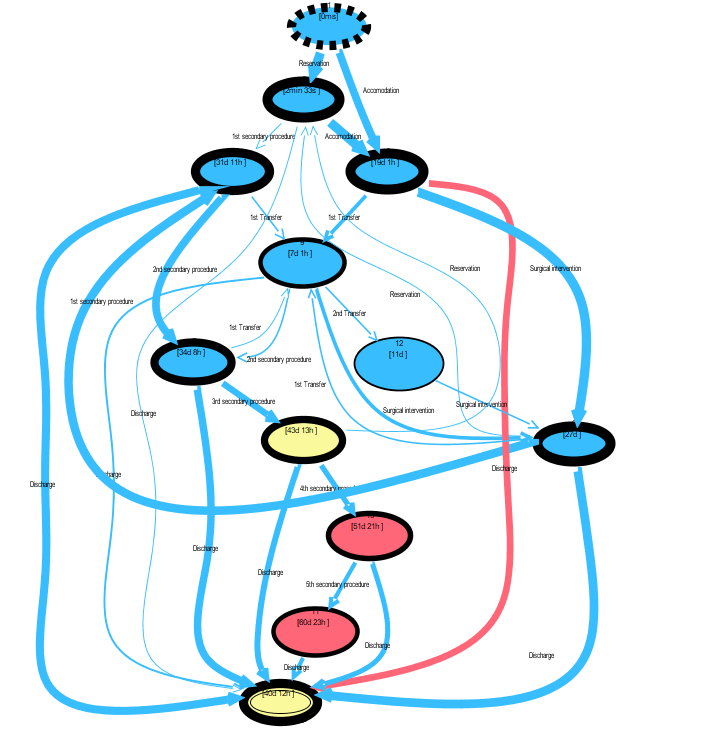 [0ms]
Reservation
[2min 33s ]
Accomodation
1st secondary procedure
Accomodation
[31d 11h ]
[19d 1h ]
1st Transfer
1st Transfer
[7d 1h ]
2nd secondary procedure
Reservation
Surgical intervention
1st secondary procedure
Reservation
2nd Transfer
1st Transfer
12
[11d ]
[34d 8h ]
2nd secondary procedure
1st Transfer
3rd secondary procedure
Surgical intervention
Surgical intervention
Discharge
[43d 13h ]
[27d ]
Discharge
Discharge
4th secondary
[51d 21h ]
Discharge
Discharge
5th secondary procedure
11
[60d 23h ]
Discharge
Discharge
Discharge
[40d 12h ]